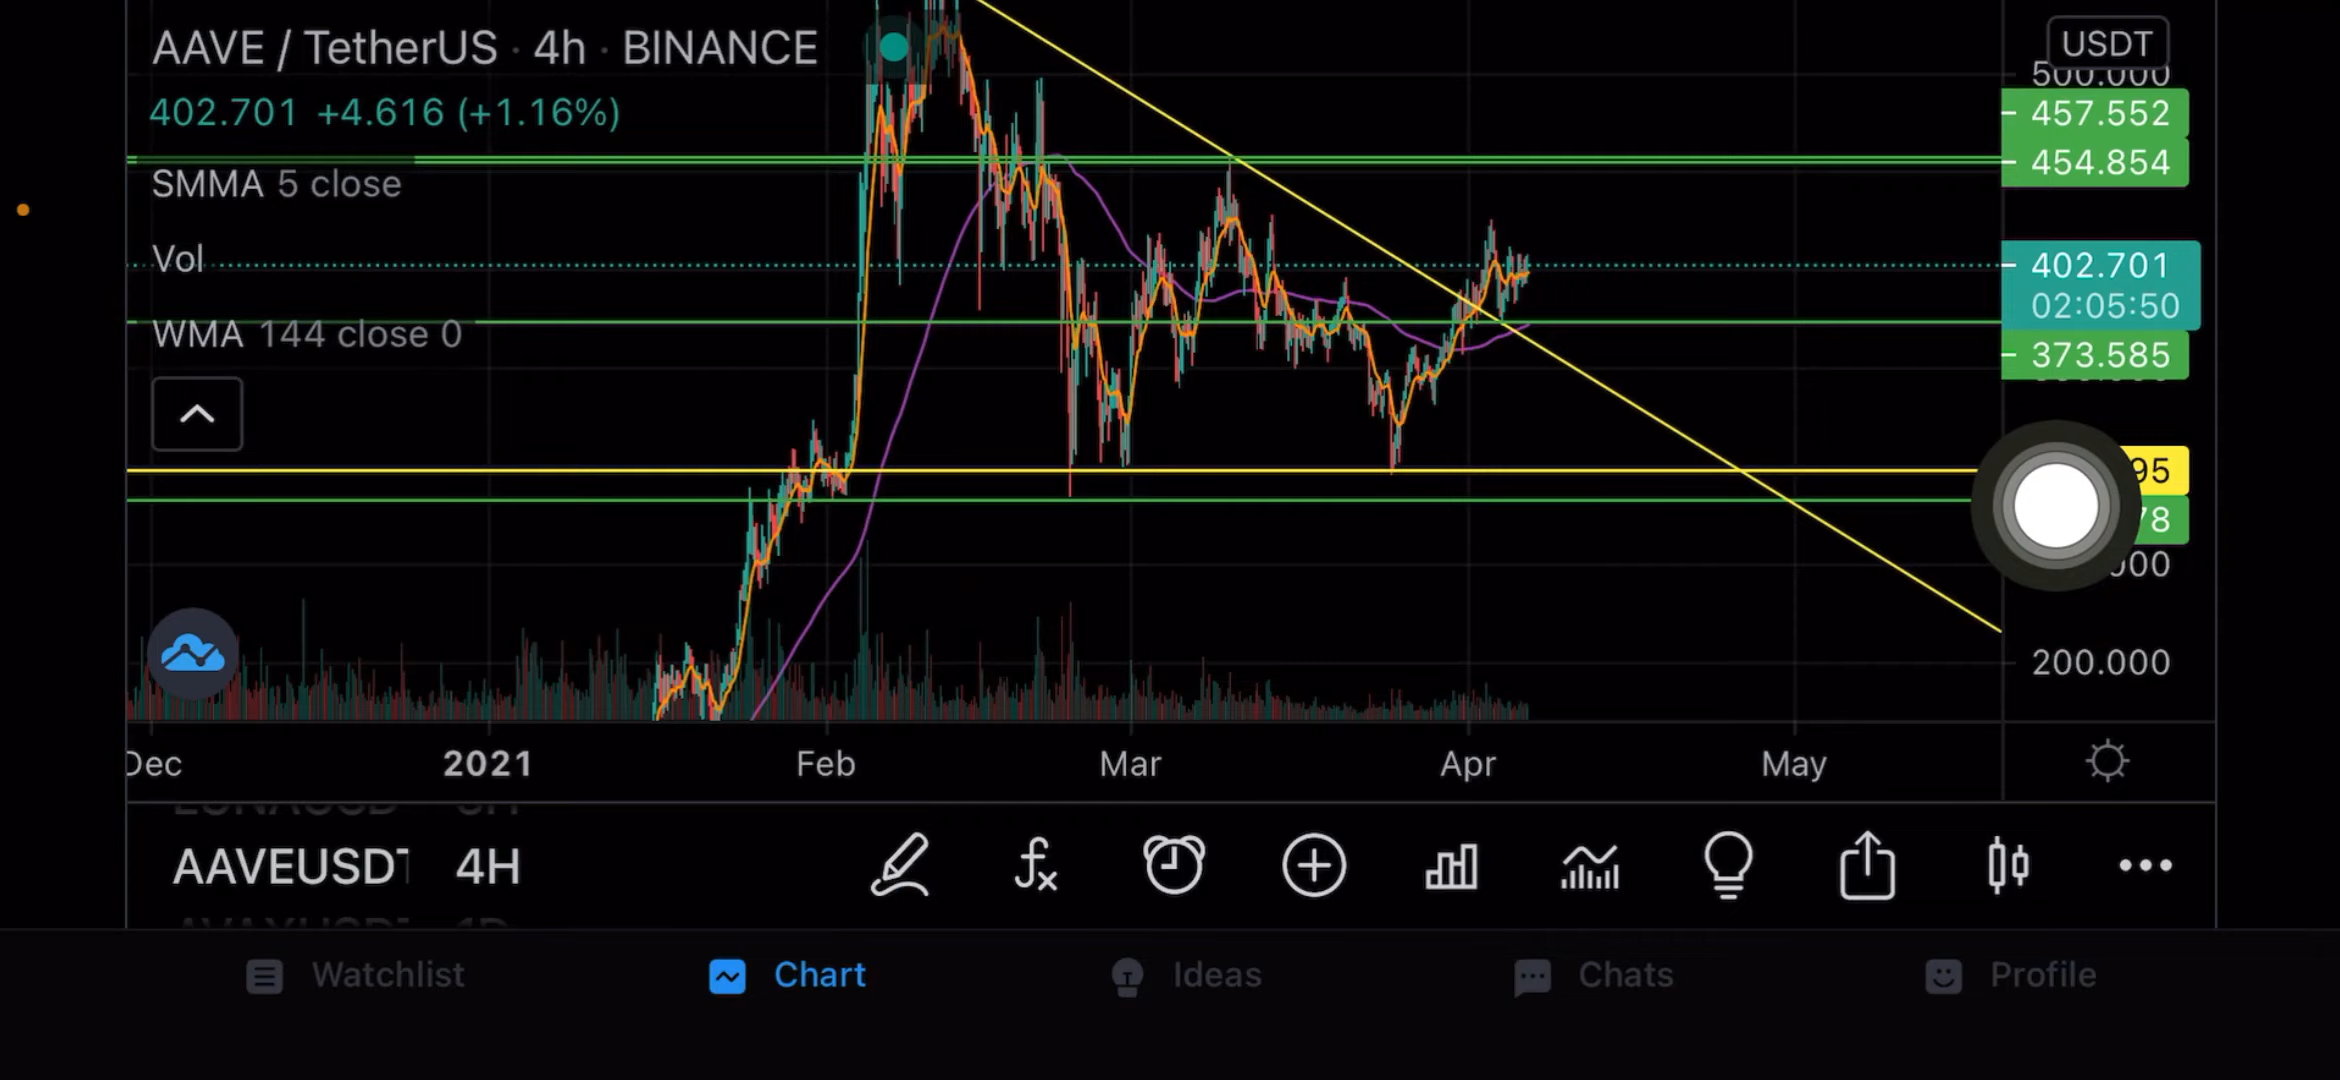 AAVE / TetherUS · 4h · BINANCE
USDT
500.000
402.701 +4.616 (+1.16%)
457.552
454.854
SMMA 5 close
Vol
402.701
02:05:50
WMA 144 close 0
373.585
95
78
200.000
Dec 2021 Feb Mar Apr May
AAVEUSDT 4H
Watchlist Chart Ideas Chats Profile